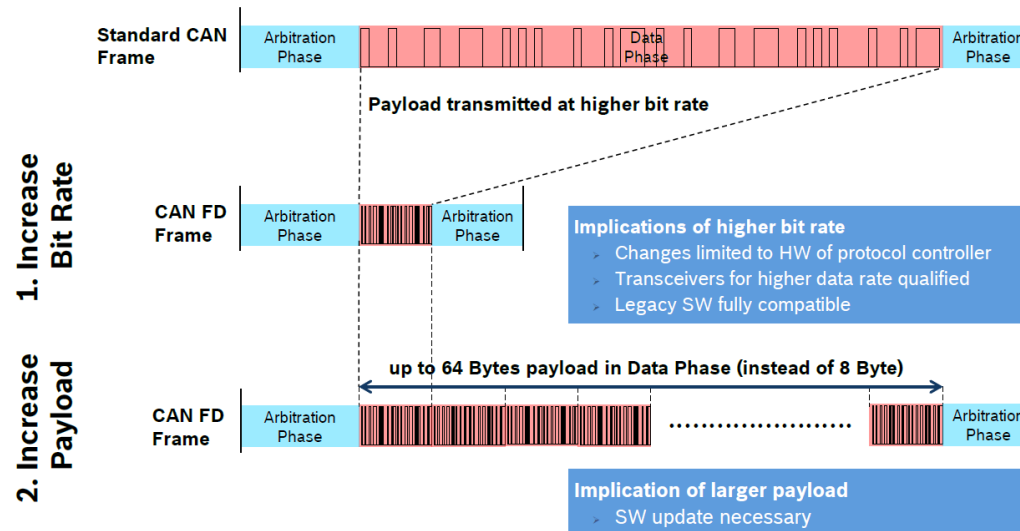 Standard CAN
Frame
Arbitration
Phase
Data
Phase
Arbitration
Phase
Payload transmitted at higher bit rate
1. Increase
Bit Rate
CAN FD
Frame
Arbitration
Phase
Arbitration
Phase
Implications of higher bit rate
Changes limited to HW of protocol controller
Transceivers for higher data rate qualified
Legacy SW fully compatible
2. Increase
Payload
up to 64 Bytes payload in Data Phase (instead of 8 Byte)
CAN FD
Frame
Arbitration
Phase
Arbitration
Phase
Implication of larger payload
SW update necessary